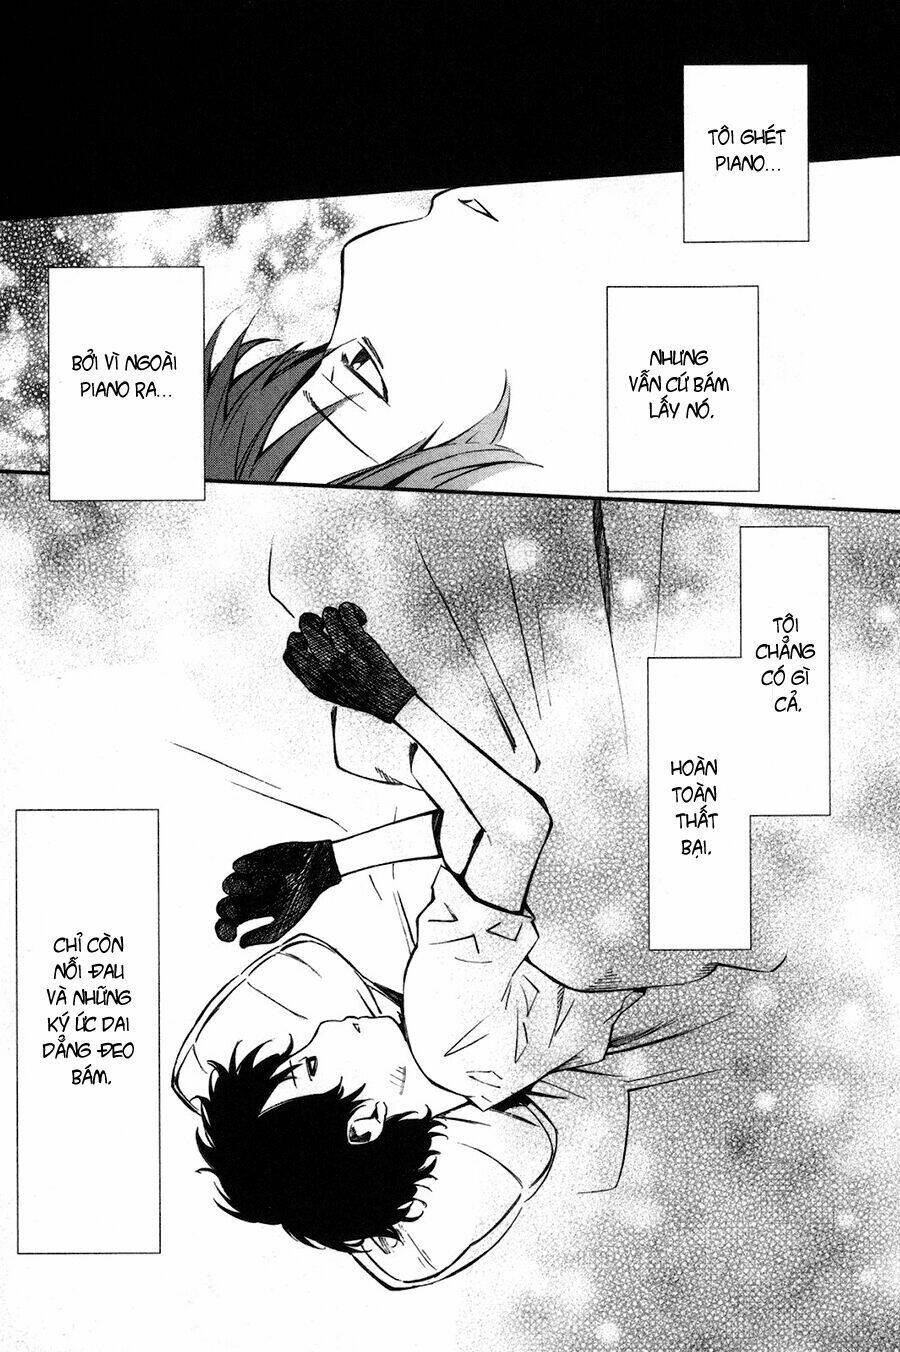 TÔI GHÉT
PIANO...
NHƯNG
VẪN CỨ BÁM
LẤY NÓ.
BỞI VÌ NGOÀI
PIANO RA...
TÔI
CHẲNG
CÓ GÌ
CẢ.
HOÀN
TOÀN
THẤT
BẠI.
CHỈ CÒN
NỖI ĐAU
VÀ NHỮNG
KÝ ỨC DAI
DẲNG ĐEO
BÁM.